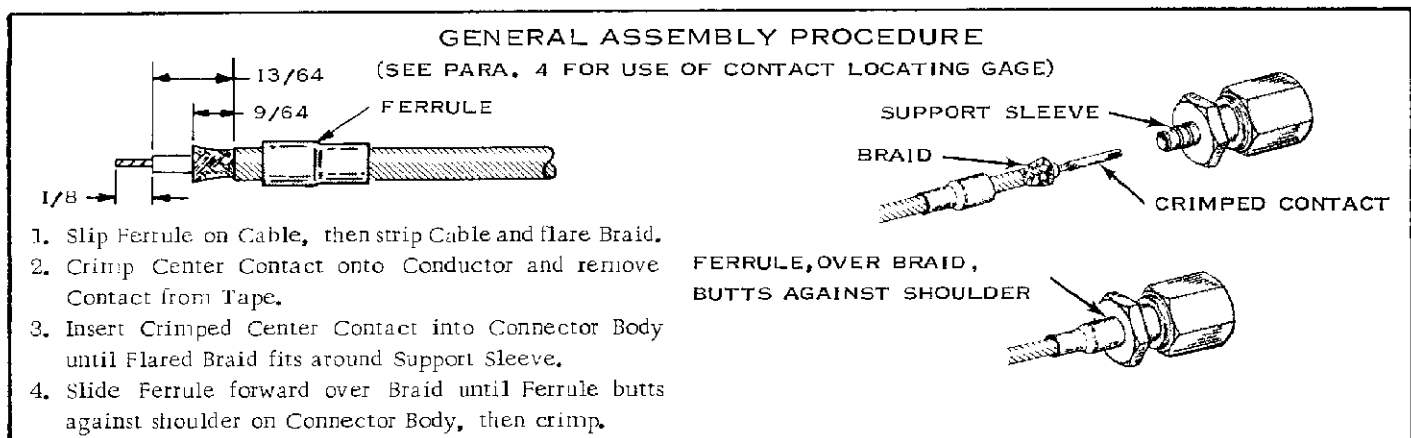 GENERAL ASSEMBLY PROCEDURE
(SEE PARA. 4 FOR USE OF CONTACT LOCATING GAGE)
13/64
9/64
FERRULE
1/8
SUPPORT SLEEVE
BRAID
CRIMPED CONTACT
1. Slip Ferrule on Cable, then strip Cable and flare Braid.
2. Crimp Center Contact onto Conductor and remove
Contact from Tape.
3. Insert Crimped Center Contact into Connector Body
until Flared Braid fits around Support Sleeve.
4. Slide Ferrule forward over Braid until Ferrule butts
against shoulder on Connector Body, then crimp.
FERRULE, OVER BRAID,
BUTTS AGAINST SHOULDER